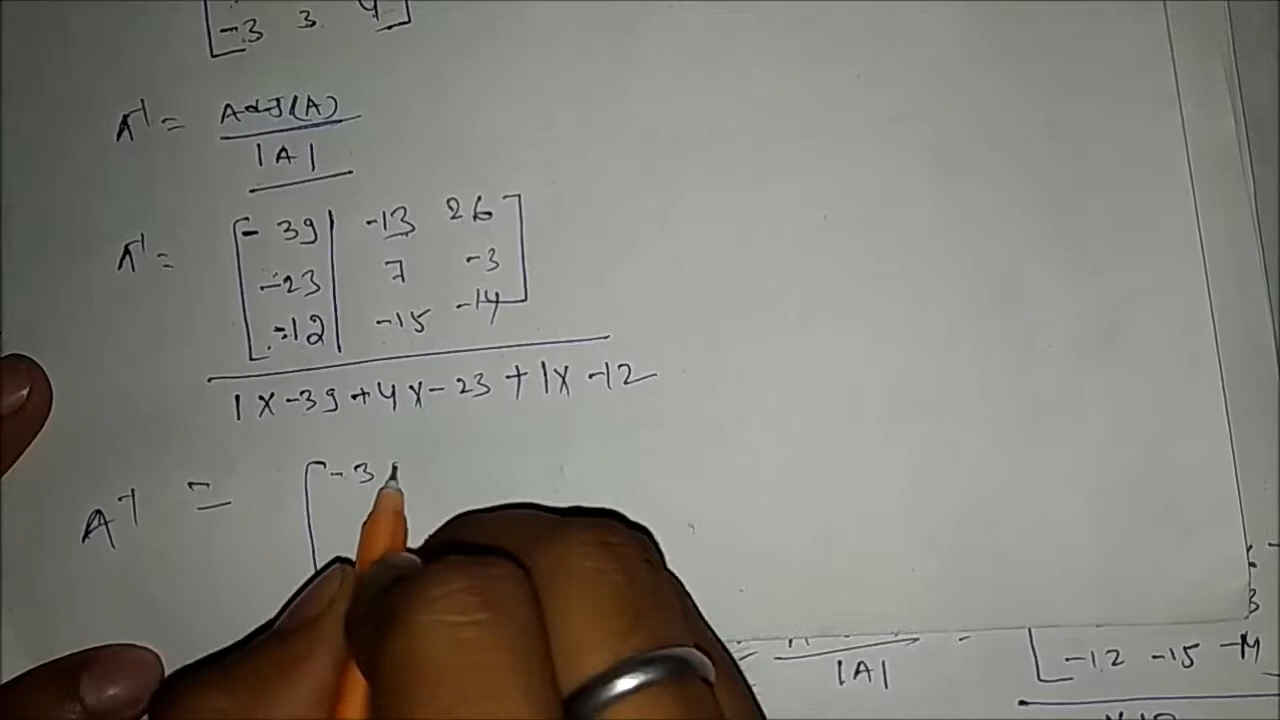 -3 3 4
A⁻¹ = Adj(A)
|A|
A⁻¹ = [-39 -13 26
-23 7 -3
-12 -15 -14]
1 x -39 + 4 x -23 + 1 x -12
A⁻¹ = [-3
|A|
-12 -15 -14